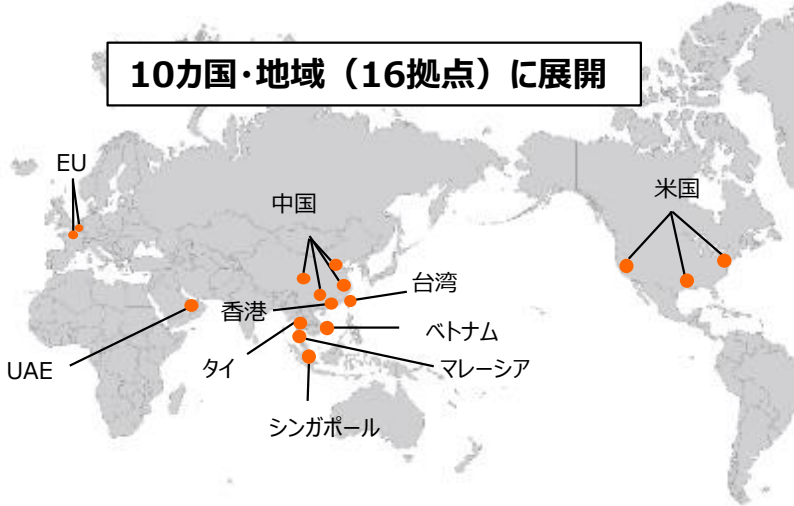 10カ国・地域（16拠点）に展開
EU
中国
米国
台湾
香港
ベトナム
UAE
タイ
マレーシア
シンガポール